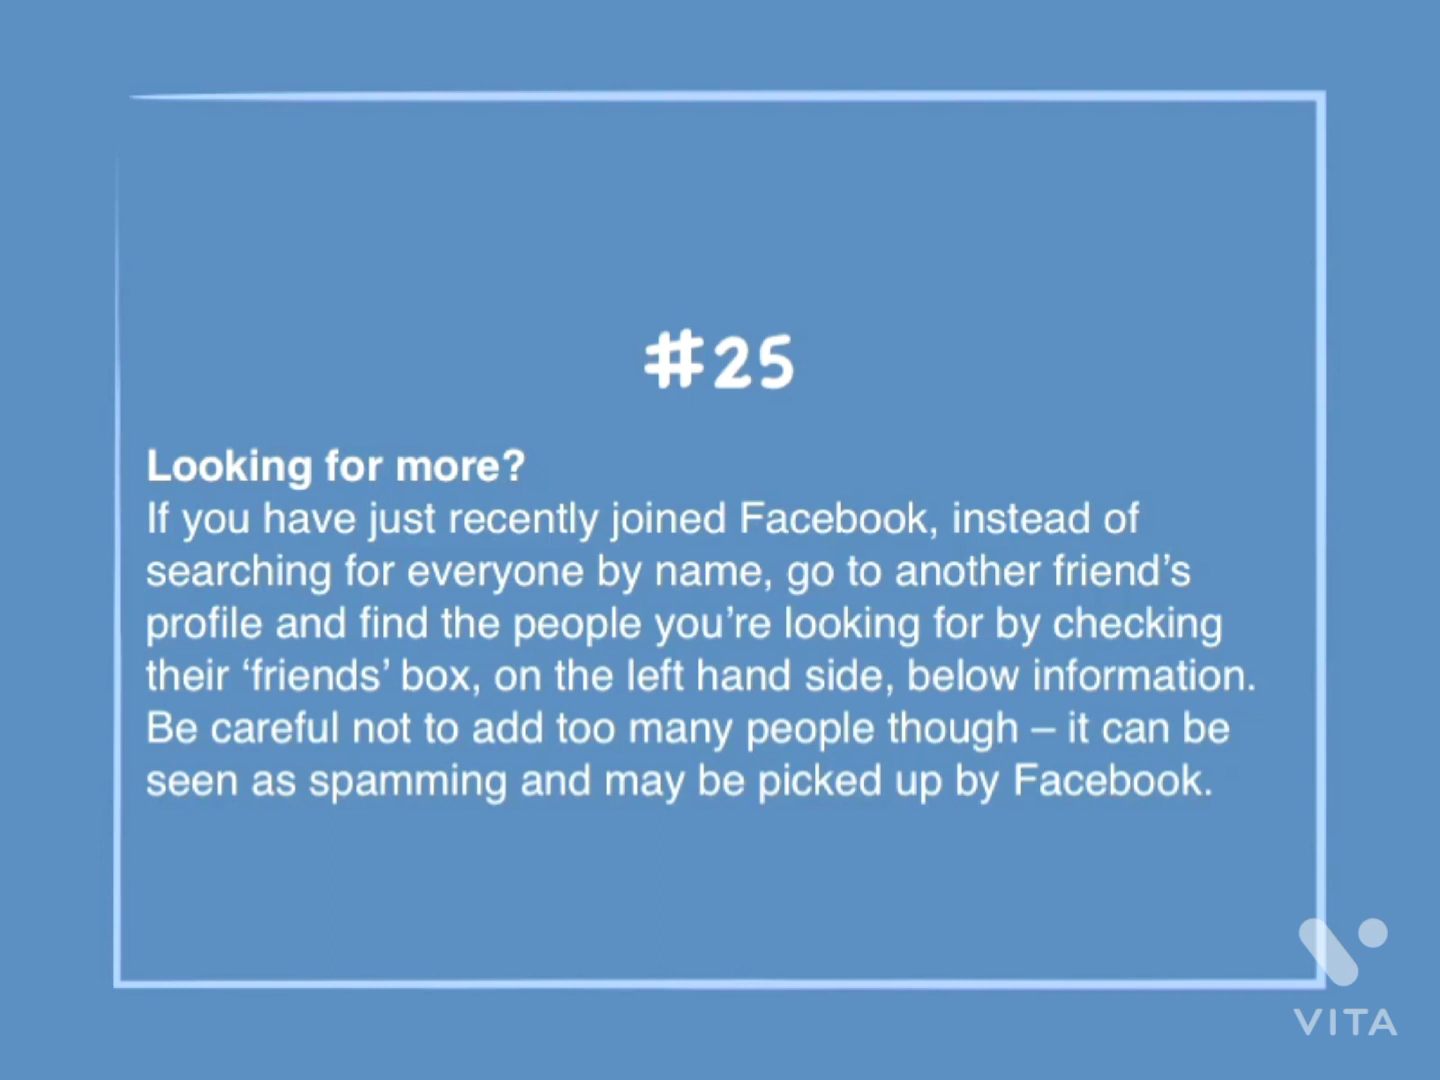 #25
Looking for more?
If you have just recently joined Facebook, instead of
searching for everyone by name, go to another friend’s
profile and find the people you’re looking for by checking
their ‘friends’ box, on the left hand side, below information.
Be careful not to add too many people though – it can be
seen as spamming and may be picked up by Facebook.
VITA